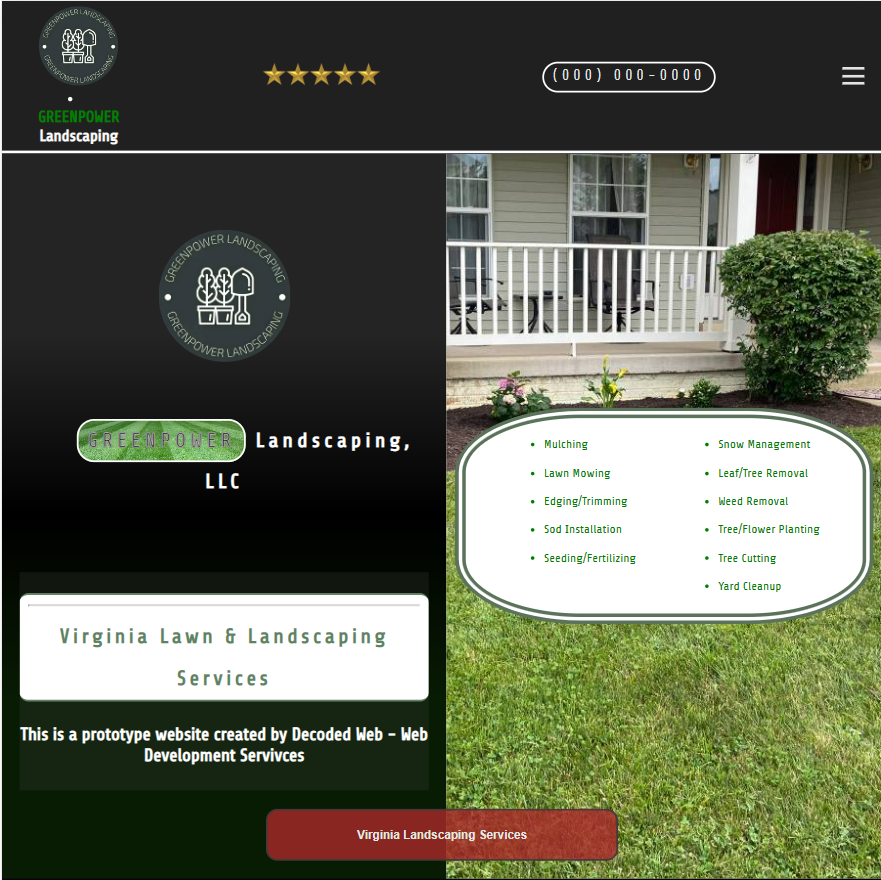 GREENPOWER LANDSCAPING
GREENPOWER LANDSCAPING
GREENPOWER
Landscaping
(000) 000-0000
GREENPOWER LANDSCAPING
GREENPOWER LANDSCAPING
GREENPOWER Landscaping,
LLC
Virginia Lawn & Landscaping
Services
This is a prototype website created by Decoded Web - Web
Development Servivces
Mulching
Lawn Mowing
Edging/Trimming
Sod Installation
Seeding/Fertilizing
Snow Management
Leaf/Tree Removal
Weed Removal
Tree/Flower Planting
Tree Cutting
Yard Cleanup
Virginia Landscaping Services